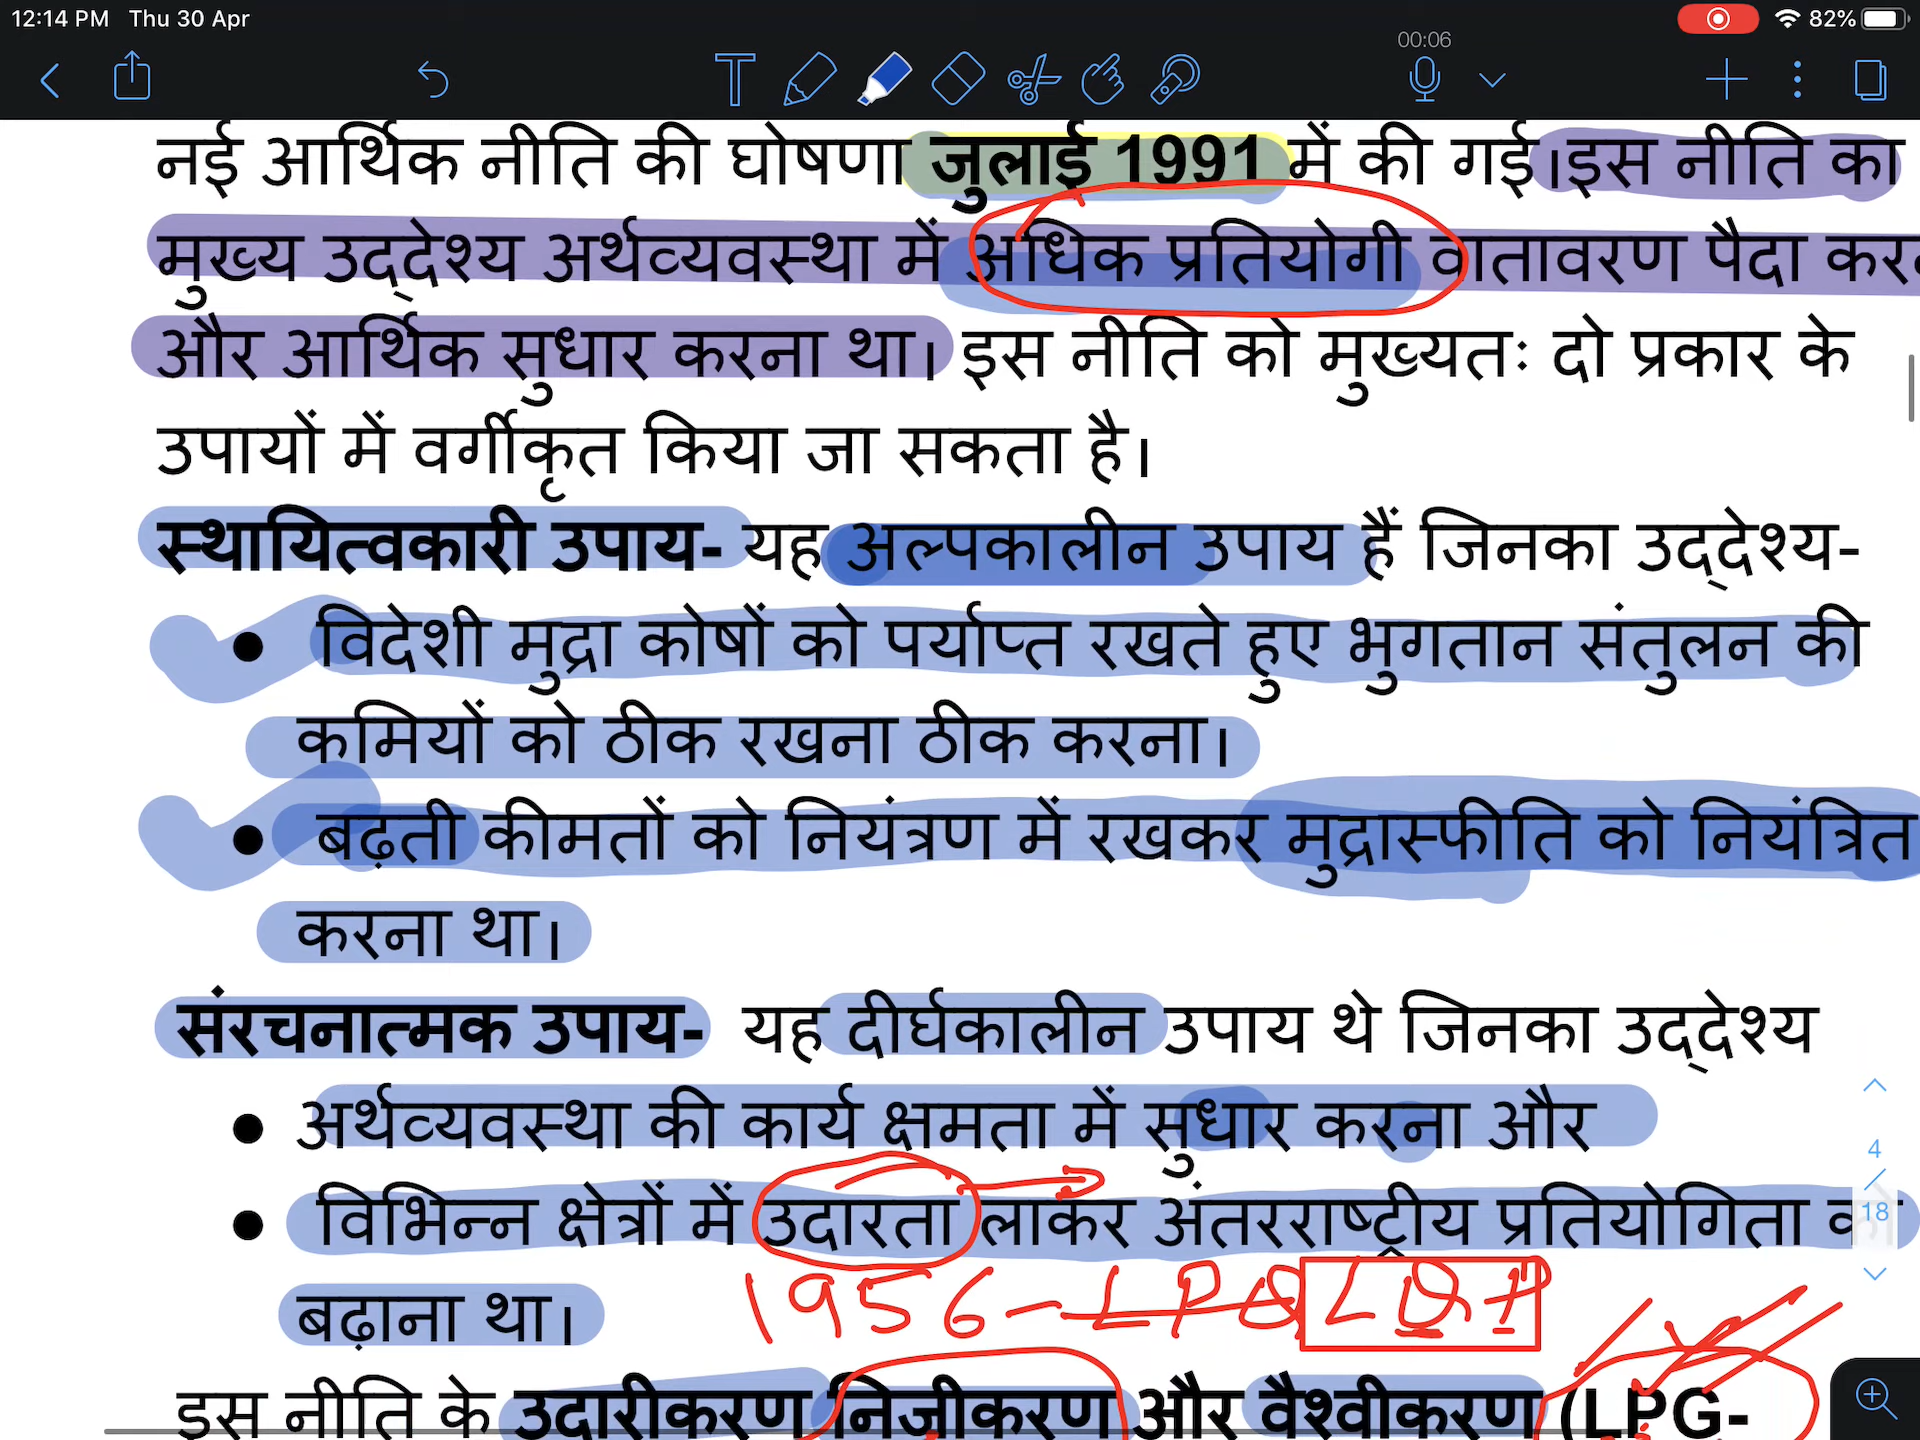 12:14 PM Thu 30 Apr
82%
00:06
नई आर्थिक नीति की घोषणा जुलाई 1991 में की गई।इस नीति का
मुख्य उद्देश्य अर्थव्यवस्था में अधिक प्रतियोगी वातावरण पैदा
और आर्थिक सुधार करना था। इस नीति को मुख्यतः दो प्रकार के
उपायों में वर्गीकृत किया जा सकता है।
स्थायित्वकारी उपाय- यह अल्पकालीन उपाय हैं जिनका उद्देश्य-
● विदेशी मुद्रा कोषों को पर्याप्त रखते हुए भुगतान संतुलन की
कमियों को ठीक रखना ठीक करना।
● बढ़ती कीमतों को नियंत्रण में रखकर मुद्रास्फीति को नियंत्रित
करना था।
संरचनात्मक उपाय- यह दीर्घकालीन उपाय थे जिनका उद्देश्य
● अर्थव्यवस्था की कार्य क्षमता में सुधार करना और
● विभिन्न क्षेत्रों में उदारता लाकर अंतरराष्ट्रीय प्रतियोगिता
4
18
बढ़ाना था।
1956-
इस नीति के उदारीकरण निजीकरण और वैश्वीकरण (LPG-